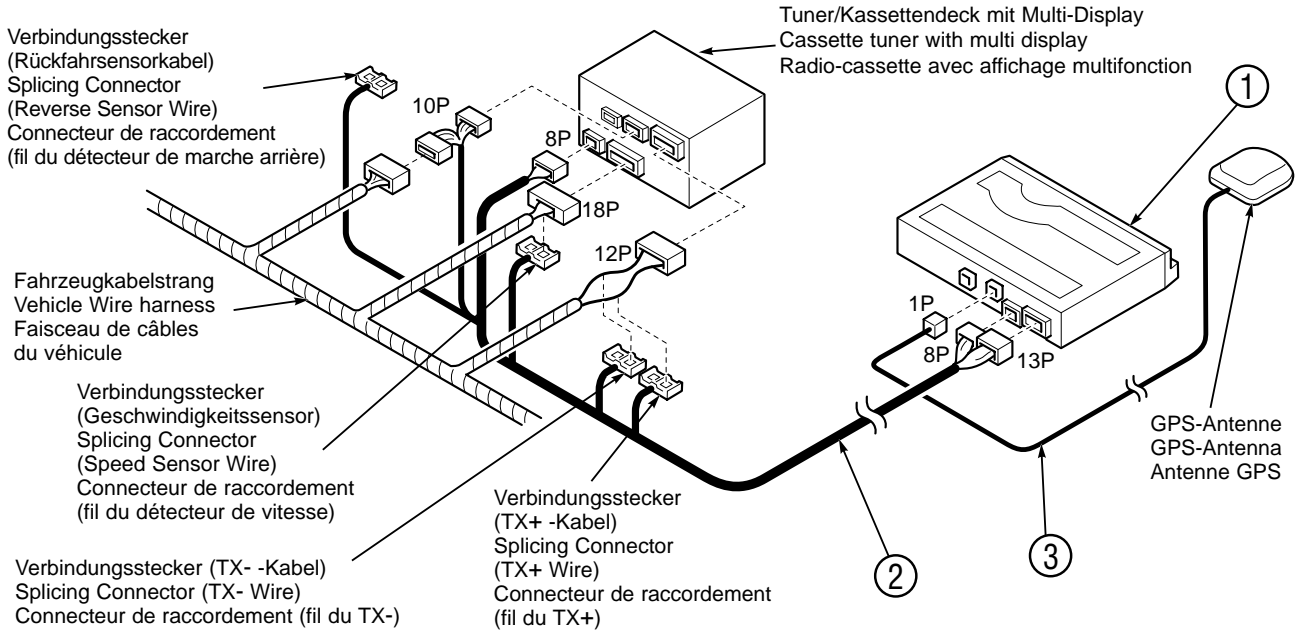 Verbindungsstecker
(Rückfahrsensorkabel)
Splicing Connector
(Reverse Sensor Wire)
Connecteur de raccordement
(fil du détecteur de marche arrière)
Tuner/Kassettendeck mit Multi-Display
Cassette tuner with multi display
Radio-cassette avec affichage multifonction
10P
8P
18P
12P
1
1P
8P
13P
Fahrzeugkabelstrang
Vehicle Wire harness
Faisceau de câbles
du véhicule
Verbindungsstecker
(Geschwindigkeitssensor)
Splicing Connector
(Speed Sensor Wire)
Connecteur de raccordement
(fil du détecteur de vitesse)
Verbindungsstecker (TX- -Kabel)
Splicing Connector (TX- Wire)
Connecteur de raccordement (fil du TX-)
Verbindungsstecker
(TX+ -Kabel)
Splicing Connector
(TX+ Wire)
Connecteur de raccordement
(fil du TX+)
2
3
GPS-Antenne
GPS-Antenna
Antenne GPS